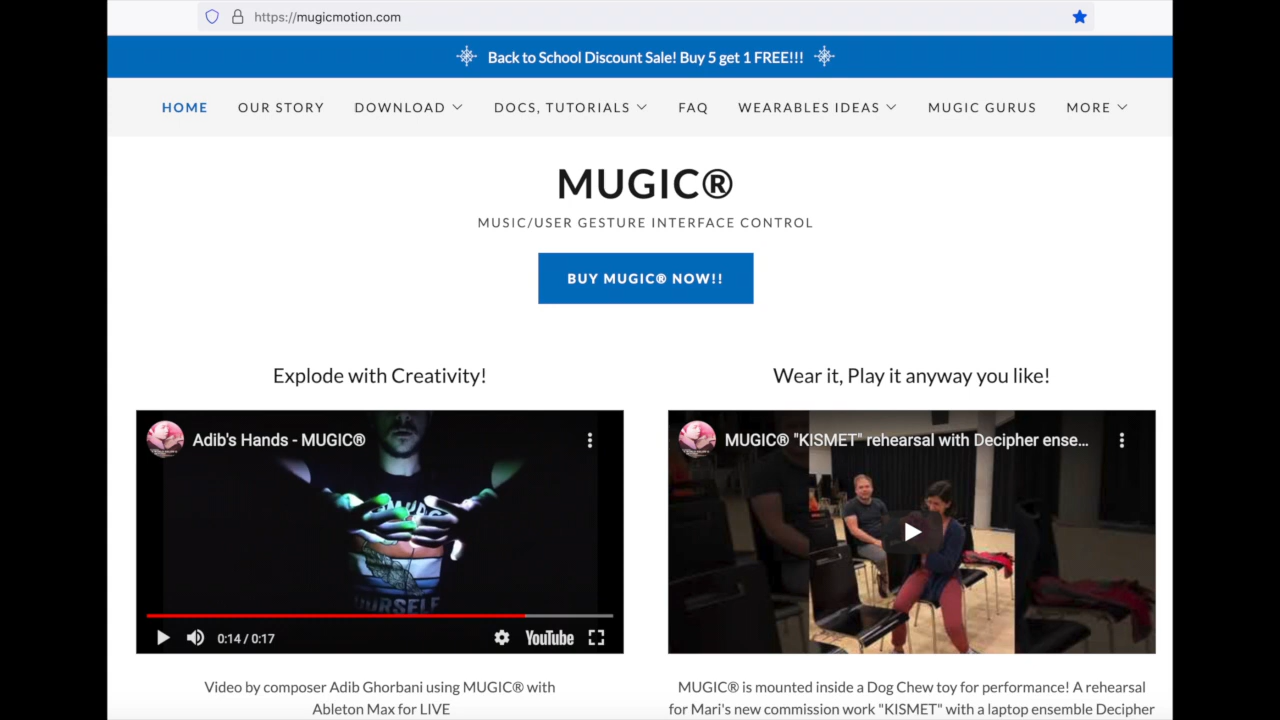 https://mugicmotion.com
Back to School Discount Sale! Buy 5 get 1 FREE!!!
HOME OUR STORY DOWNLOAD DOCS, TUTORIALS FAQ WEARABLES IDEAS MUGIC GURUS MORE
MUGIC®
MUSIC/USER GESTURE INTERFACE CONTROL
BUY MUGIC® NOW!!
Explode with Creativity!
Wear it, Play it anyway you like!
Adib's Hands - MUGIC®
MUGIC® "KISMET" rehearsal with Decipher ense...
URSELF
0:14 / 0:17
YouTube
Video by composer Adib Ghorbani using MUGIC® with
Ableton Max for LIVE
MUGIC® is mounted inside a Dog Chew toy for performance! A rehearsal
for Mari's new commission work "KISMET" with a laptop ensemble Decipher